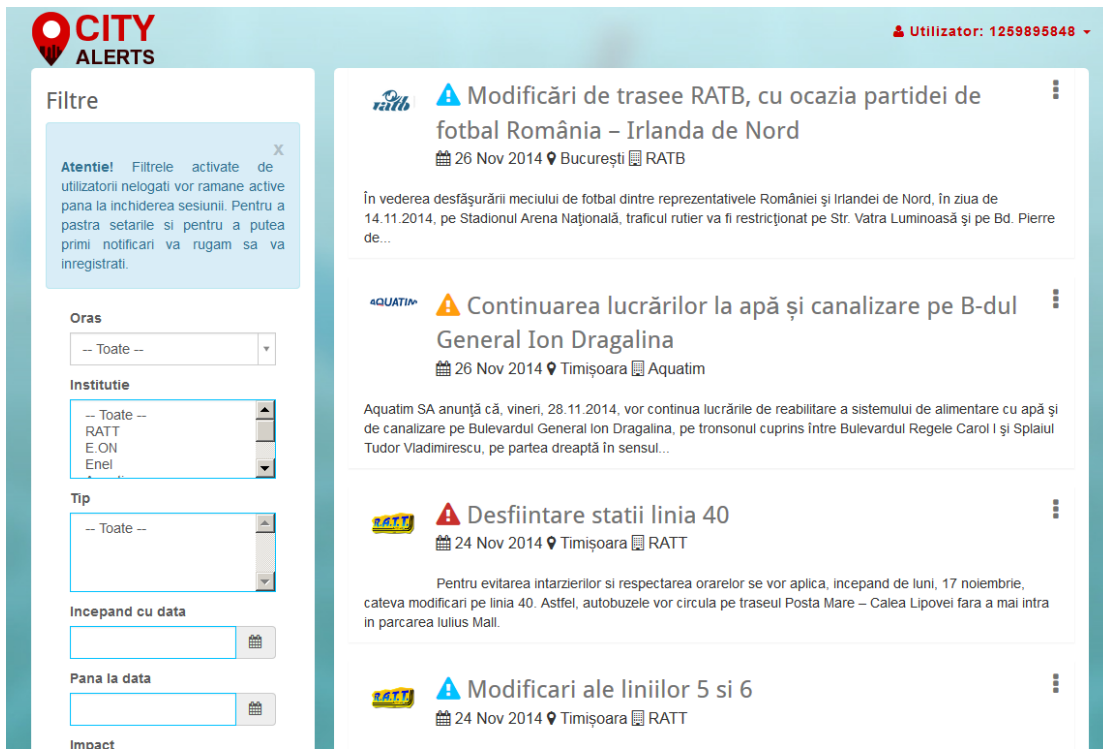 CITY
ALERTS
Utilizator: 1259895848
Filtre
X
Atentie! Filtrele activate de
utilizatorii nelogati vor ramane active
pana la inchiderea sesiunii. Pentru a
pastra setarile si pentru a putea
primi notificari va rugam sa va
inregistrati.
Oras
-- Toate --
Institutie
-- Toate --
RATT
E.ON
Enel
Tip
-- Toate --
Incepand cu data
Pana la data
Impact
ratb
Modificări de trasee RATB, cu ocazia partidei de
fotbal România – Irlanda de Nord
26 Nov 2014 București RATB
În vederea desfăşurării meciului de fotbal dintre reprezentativele României şi Irlandei de Nord, în ziua de
14.11.2014, pe Stadionul Arena Naţională, traficul rutier va fi restricţionat pe Str. Vatra Luminoasă şi pe Bd. Pierre
de...
AQUATIM
Continuarea lucrărilor la apă și canalizare pe B-dul
General Ion Dragalina
26 Nov 2014 Timișoara Aquatim
Aquatim SA anunţă că, vineri, 28.11.2014, vor continua lucrările de reabilitare a sistemului de alimentare cu apă şi
de canalizare pe Bulevardul General Ion Dragalina, pe tronsonul cuprins între Bulevardul Regele Carol I şi Splaiul
Tudor Vladimirescu, pe partea dreaptă în sensul...
R.A.T.T.
Desfiintare statii linia 40
24 Nov 2014 Timișoara RATT
Pentru evitarea intarzierilor si respectarea orarelor se vor aplica, incepand de luni, 17 noiembrie,
cateva modificari pe linia 40. Astfel, autobuzele vor circula pe traseul Posta Mare – Calea Lipovei fara a mai intra
in parcarea Iulius Mall.
R.A.T.T.
Modificari ale liniilor 5 si 6
24 Nov 2014 Timișoara RATT